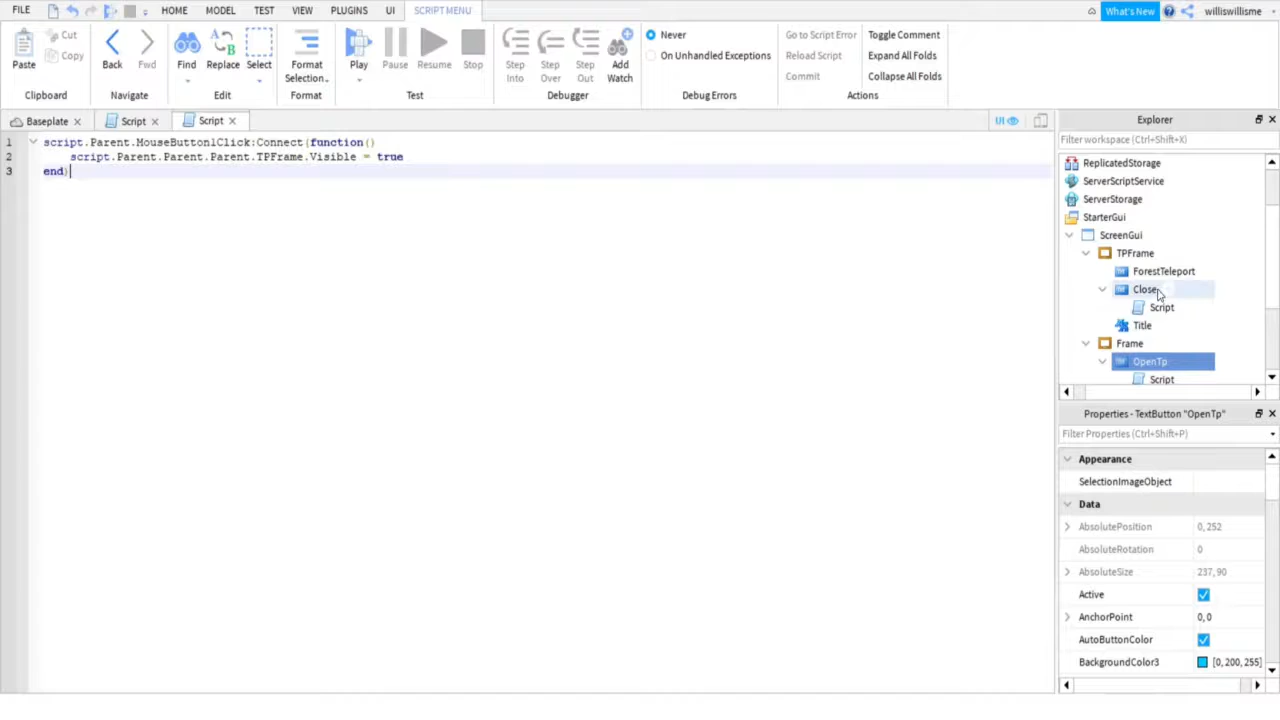 FILE HOME MODEL TEST VIEW PLUGINS UI SCRIPT MENU What's New willswillisme
Paste Cut Copy Clipboard
Back Fwd Navigate
Find Replace Select Edit
Format Selection... Format
Play Pause Resume Stop Test
Step Into Step Over Step Out Add Watch Debugger
Never
On Unhandled Exceptions
Debug Errors
Go to Script Error
Reload Script
Commit
Toggle Comment
Expand All Folds
Collapse All Folds
Actions
Baseplate × Script × Script × UI
1 script.Parent.MouseButton1Click:Connect(function()
2 script.Parent.Parent.Parent.TPFrame.Visible = true
3 end)
Explorer
Filter workspace (Ctrl+Shift+X)
ReplicatedStorage
ServerScriptService
ServerStorage
StarterGui
ScreenGui
TPFrame
ForestTeleport
Close
Script
Title
Frame
OpenTp
Script
Properties - TextButton "OpenTp"
Filter Properties (Ctrl+Shift+P)
Appearance
SelectionImageObject
Data
AbsolutePosition 0, 252
AbsoluteRotation 0
AbsoluteSize 237, 90
Active
AnchorPoint 0, 0
AutoButtonColor
BackgroundColor3 [0, 200, 255]